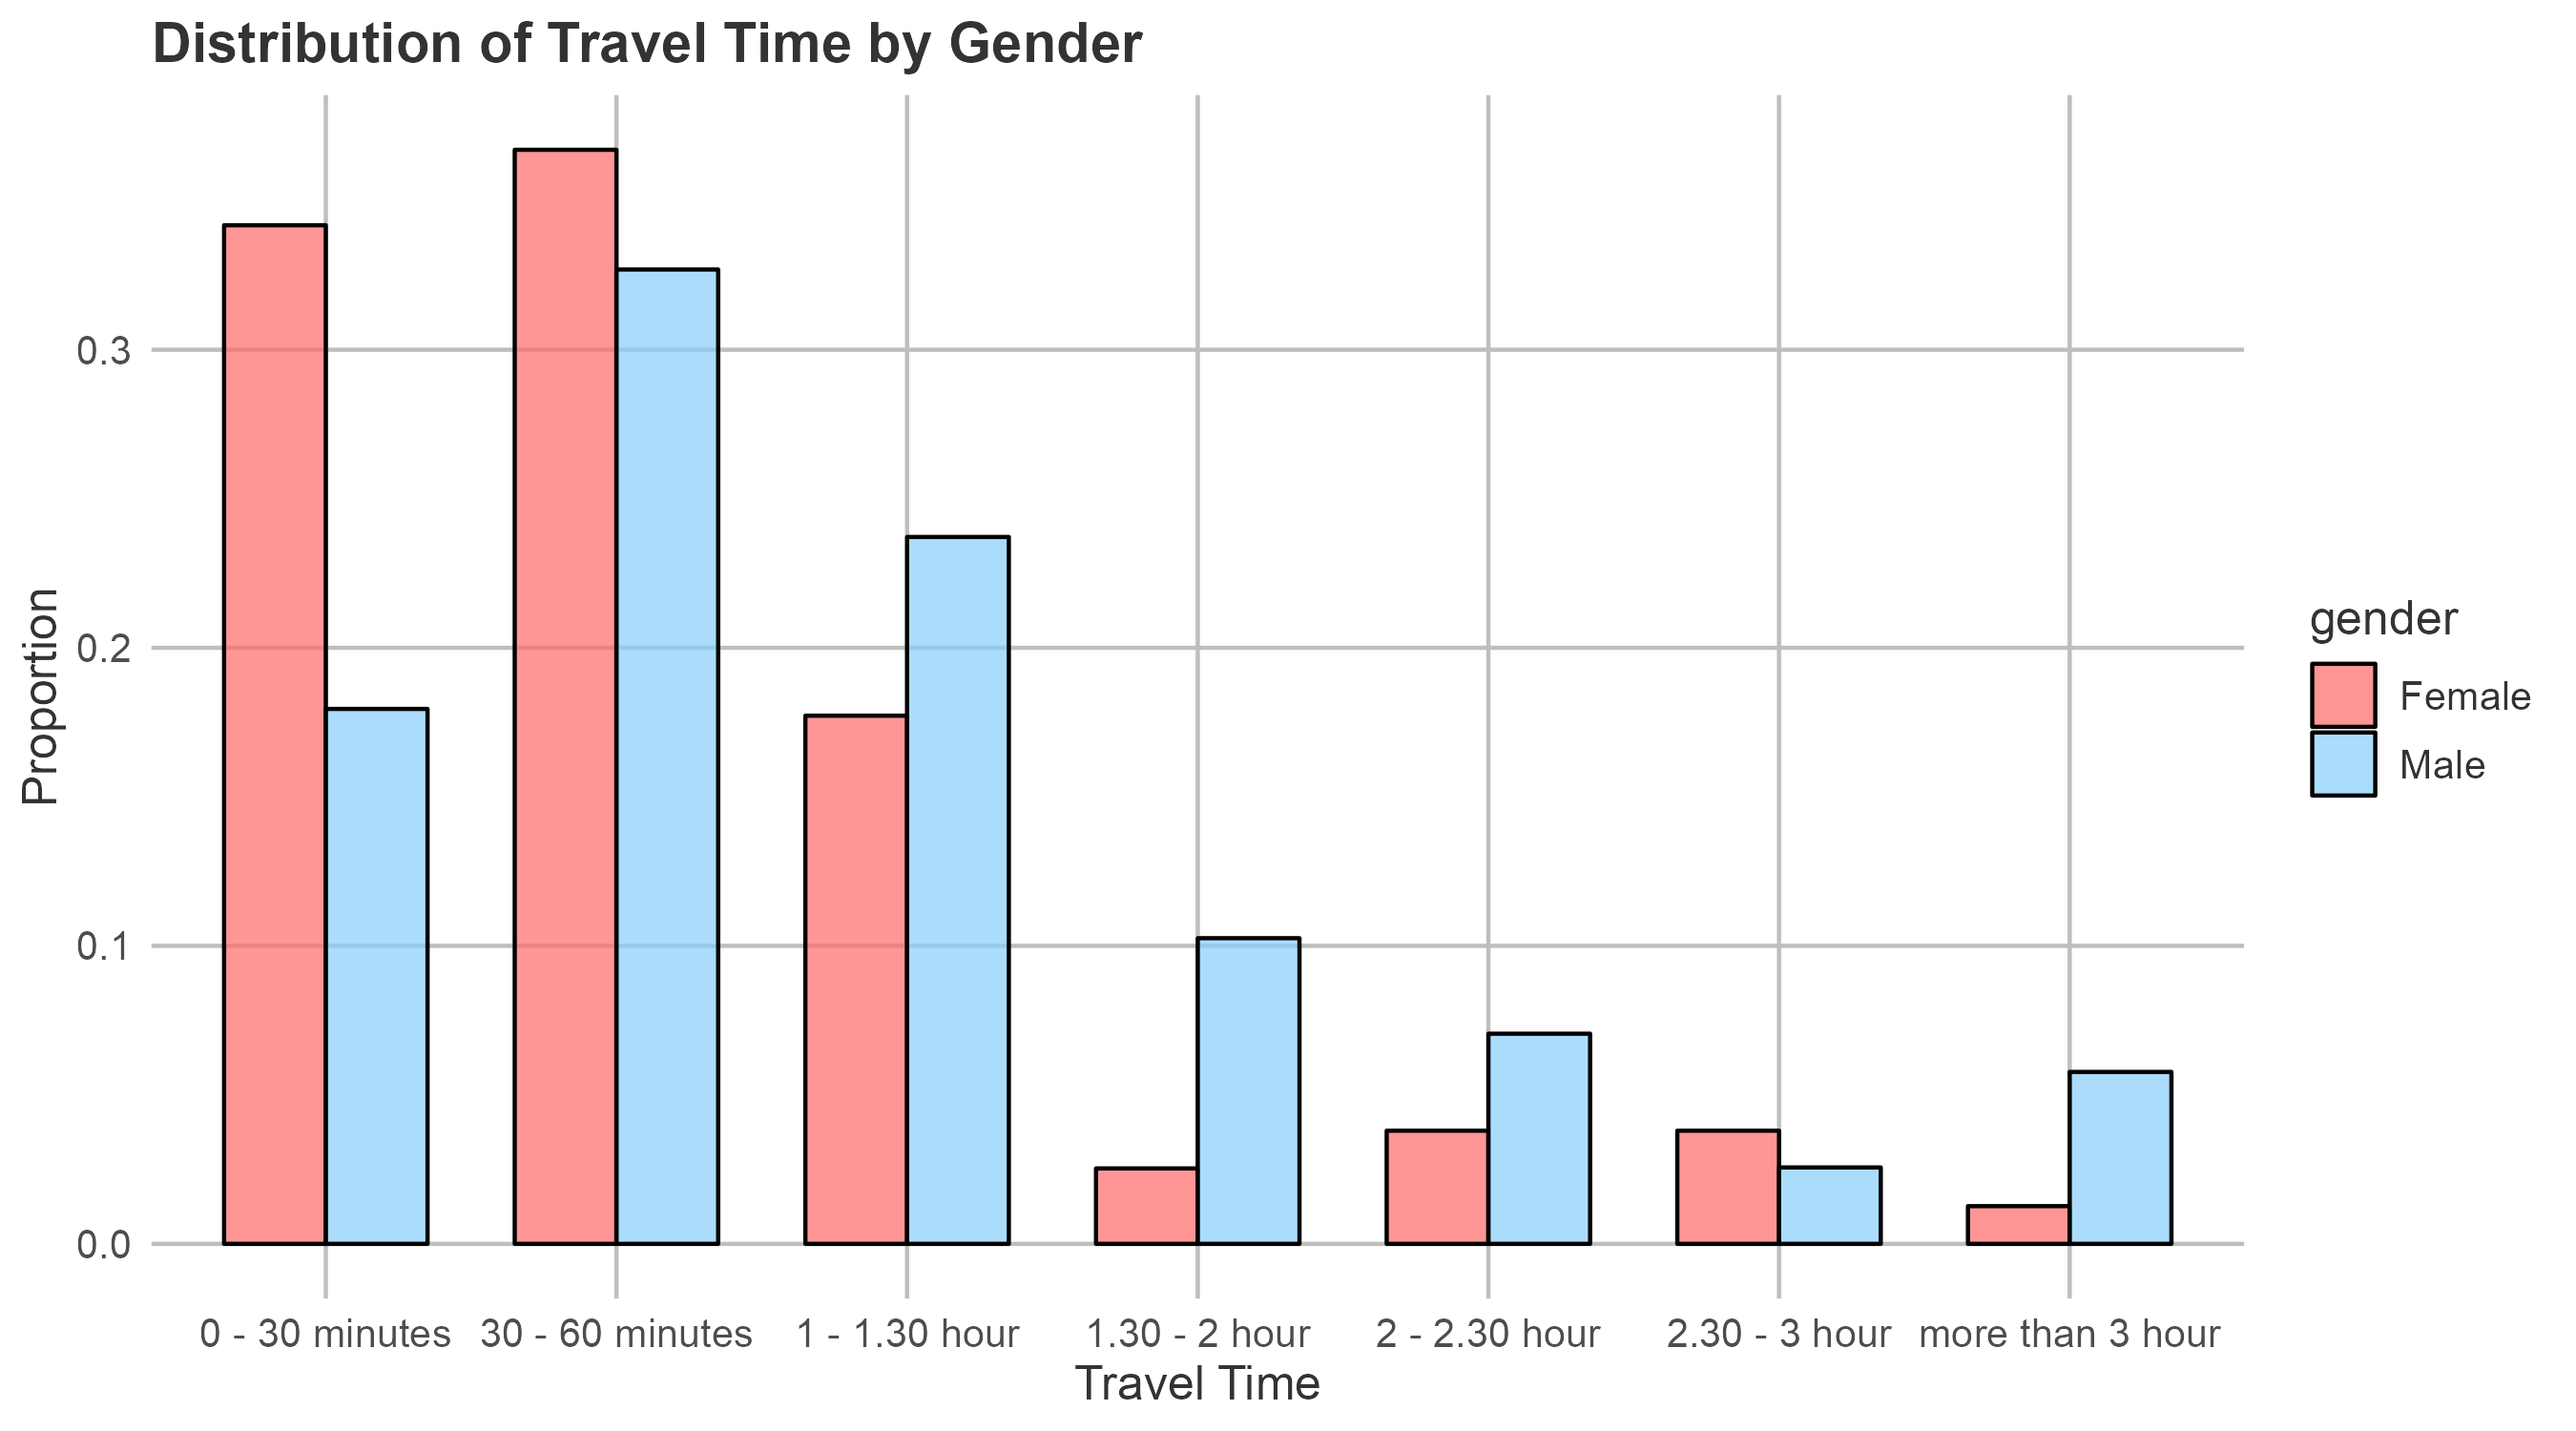 Distribution of Travel Time by Gender
Proportion
0.3
0.2
0.1
0.0
0 - 30 minutes
30 - 60 minutes
1 - 1.30 hour
1.30 - 2 hour
2 - 2.30 hour
2.30 - 3 hour
more than 3 hour
Travel Time
gender
Female
Male